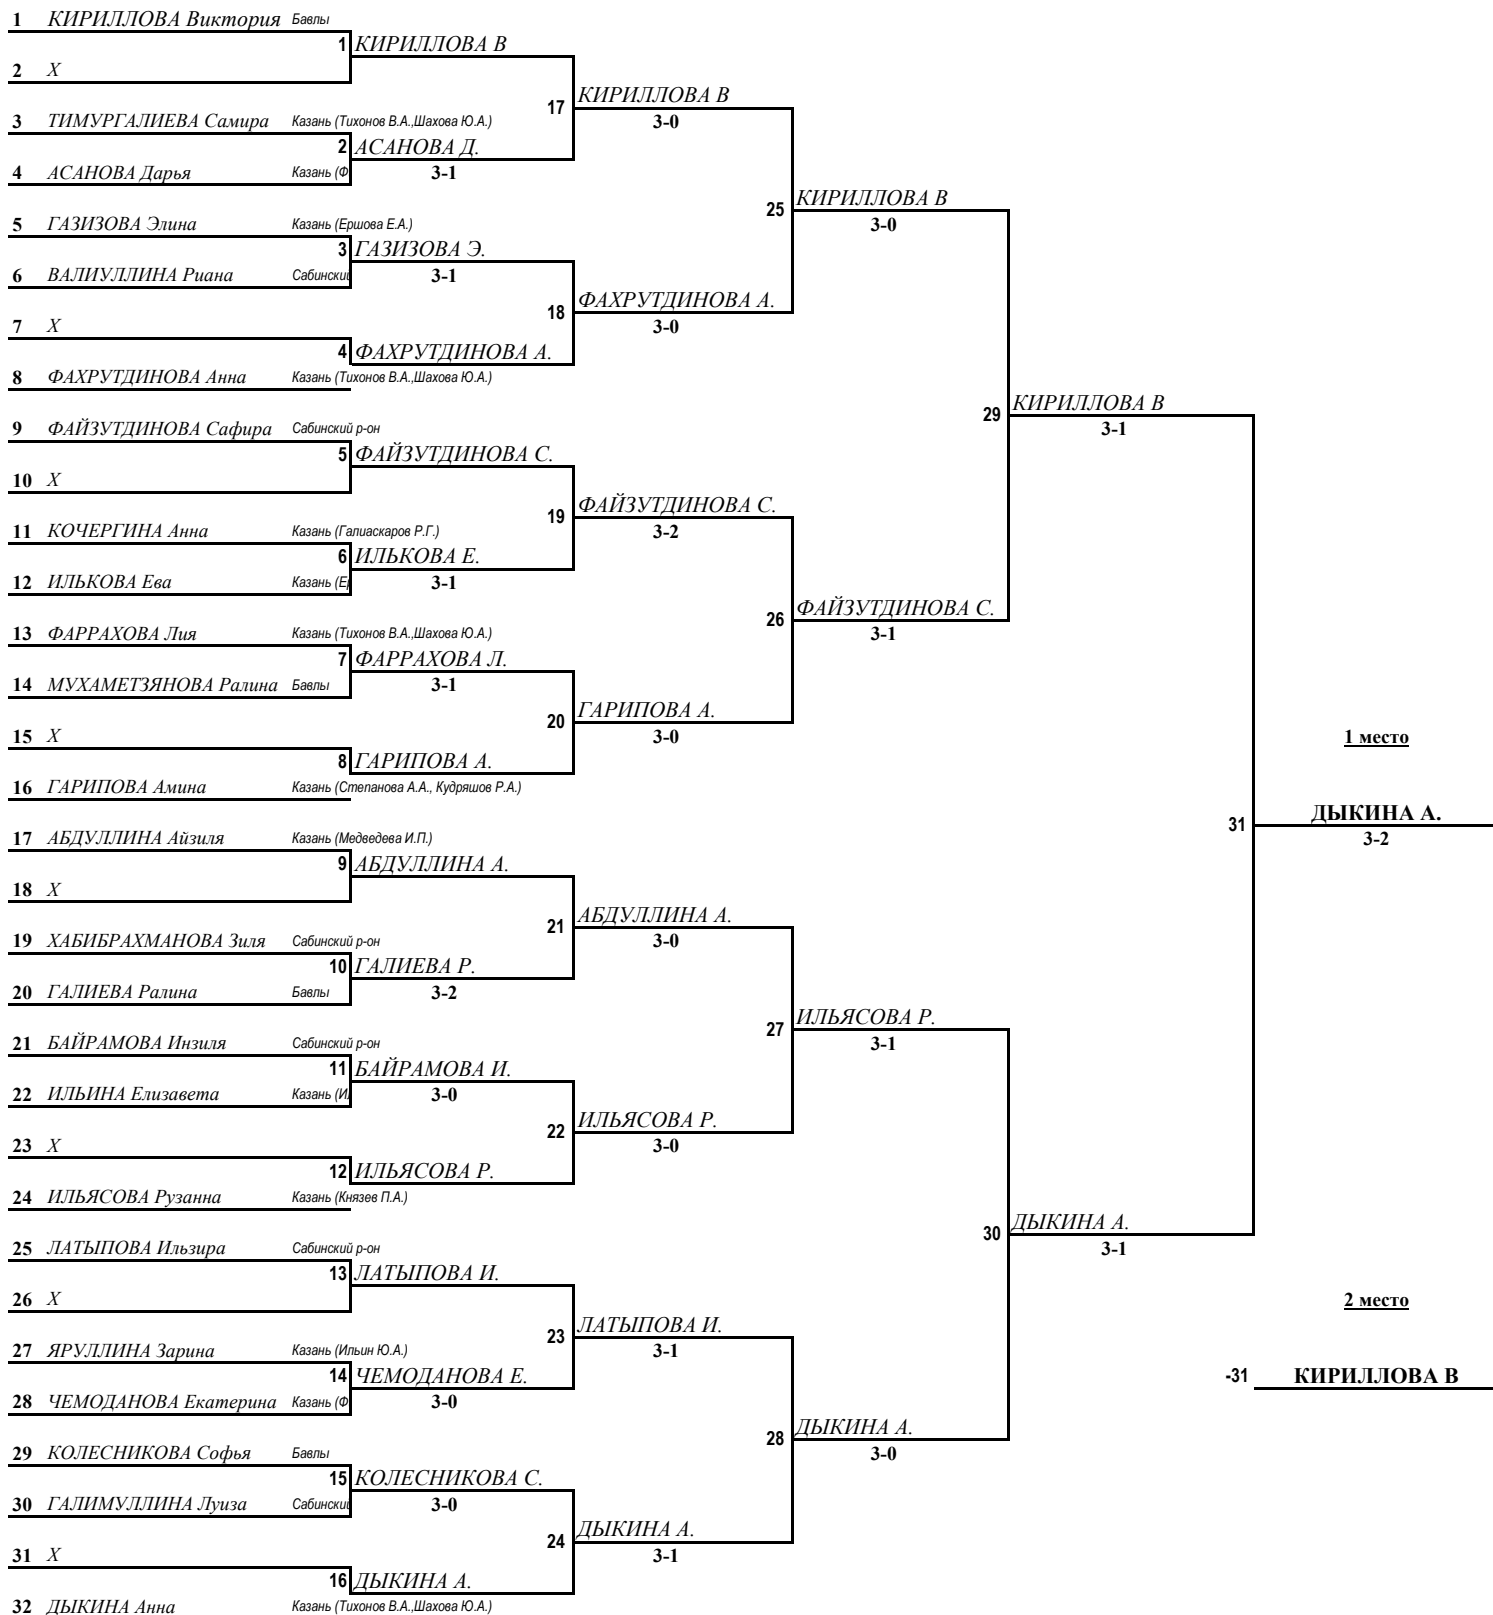 1 КИРИЛЛОВА Виктория Бавлы
1 КИРИЛЛОВА В
2 X
17 КИРИЛЛОВА В
3-0
3 ТИМУРГАЛИЕВА Самира Казань (Тихонов В.А.,Шахова Ю.А.)
2 АСАНОВА Д.
3-1
4 АСАНОВА Дарья Казань (Ф
25 КИРИЛЛОВА В
3-0
5 ГАЗИЗОВА Элина Казань (Ершова Е.А.)
3 ГАЗИЗОВА Э.
3-1
6 ВАЛИУЛЛИНА Риана Сабинский
18 ФАХРУТДИНОВА А.
3-0
7 X
4 ФАХРУТДИНОВА А.
8 ФАХРУТДИНОВА Анна Казань (Тихонов В.А.,Шахова Ю.А.)
29 КИРИЛЛОВА В
3-1
9 ФАЙЗУТДИНОВА Сафира Сабинский р-он
5 ФАЙЗУТДИНОВА С.
10 X
19 ФАЙЗУТДИНОВА С.
3-2
11 КОЧЕРГИНА Анна Казань (Галиаскаров Р.Г.)
6 ИЛЬКОВА Е.
3-1
12 ИЛЬКОВА Ева Казань (Ер
26 ФАЙЗУТДИНОВА С.
3-1
13 ФАРРАХОВА Лия Казань (Тихонов В.А.,Шахова Ю.А.)
7 ФАРРАХОВА Л.
3-1
14 МУХАМЕТЗЯНОВА Ралина Бавлы
20 ГАРИПОВА А.
3-0
15 X
1 место
8 ГАРИПОВА А.
16 ГАРИПОВА Амина Казань (Степанова А.А., Кудряшов Р.А.)
31 ДЫКИНА А.
3-2
17 АБДУЛЛИНА Айзиля Казань (Медведева И.П.)
9 АБДУЛЛИНА А.
18 X
21 АБДУЛЛИНА А.
3-0
19 ХАБИБРАХМАНОВА Зиля Сабинский р-он
10 ГАЛИЕВА Р.
3-2
20 ГАЛИЕВА Ралина Бавлы
27 ИЛЬЯСОВА Р.
3-1
21 БАЙРАМОВА Инзиля Сабинский р-он
11 БАЙРАМОВА И.
3-0
22 ИЛЬИНА Елизавета Казань (Ил
22 ИЛЬЯСОВА Р.
3-0
23 X
12 ИЛЬЯСОВА Р.
24 ИЛЬЯСОВА Рузанна Казань (Князев П.А.)
30 ДЫКИНА А.
3-1
25 ЛАТЫПОВА Ильзира Сабинский р-он
13 ЛАТЫПОВА И.
26 X
2 место
23 ЛАТЫПОВА И.
3-1
27 ЯРУЛЛИНА Зарина Казань (Ильин Ю.А.)
14 ЧЕМОДАНОВА Е.
3-0
-31 КИРИЛЛОВА В
28 ЧЕМОДАНОВА Екатерина Казань (Ф
28 ДЫКИНА А.
3-0
29 КОЛЕСНИКОВА Софья Бавлы
15 КОЛЕСНИКОВА С.
3-0
30 ГАЛИМУЛЛИНА Луиза Сабинский
24 ДЫКИНА А.
3-1
31 X
16 ДЫКИНА А.
32 ДЫКИНА Анна Казань (Тихонов В.А.,Шахова Ю.А.)